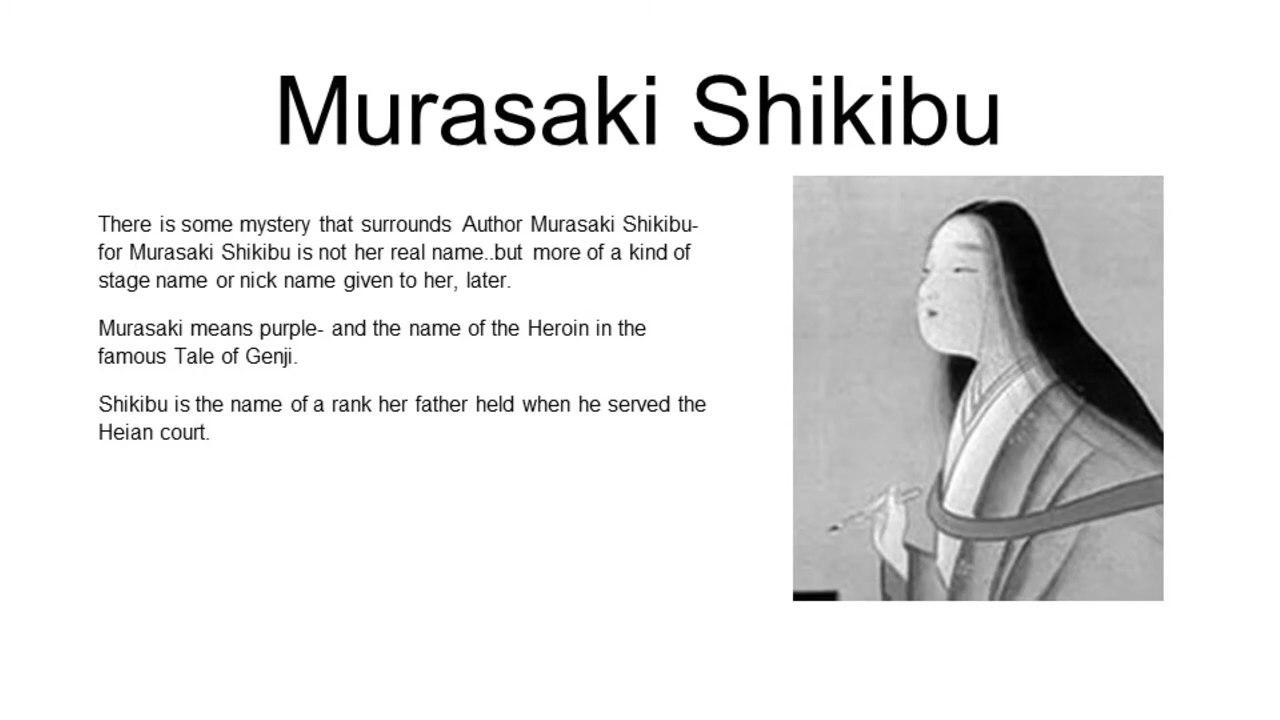 Murasaki Shikibu
There is some mystery that surrounds Author Murasaki Shikibu-
for Murasaki Shikibu is not her real name..but more of a kind of
stage name or nick name given to her, later.
Murasaki means purple- and the name of the Heroin in the
famous Tale of Genji.
Shikibu is the name of a rank her father held when he served the
Heian court.